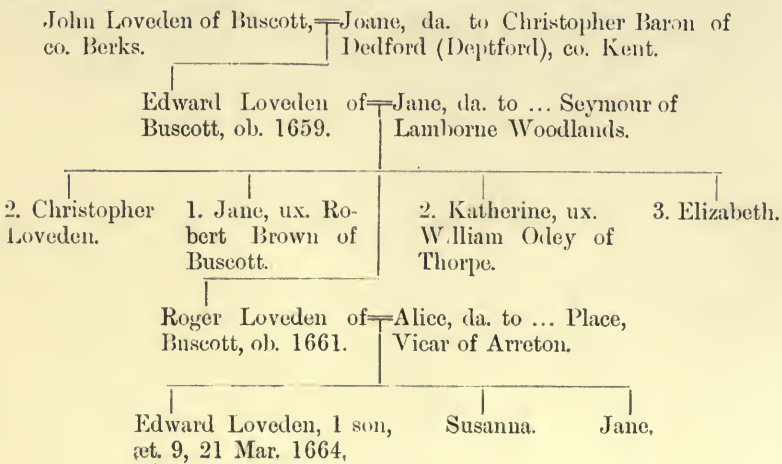 John Loveden of Buscott, Joane, da. to Christopher Baron of
co. Berks. Dedford (Deptford), co. Kent.
Edward Loveden of Jane, da. to ... Seymour of
Buscott, ob. 1659. Lamborne Woodlands.
2. Christopher 1. Jane, ux. Ro- 2. Katherine, ux. 3. Elizabeth.
Loveden. bert Brown of William Odey of
Buscott. Thorpe.
Roger Loveden of Alice, da. to ... Place,
Buscott, ob. 1661. Vicar of Arreton.
Edward Loveden, 1 son, Susanna. Jane,
æt. 9, 21 Mar. 1664,